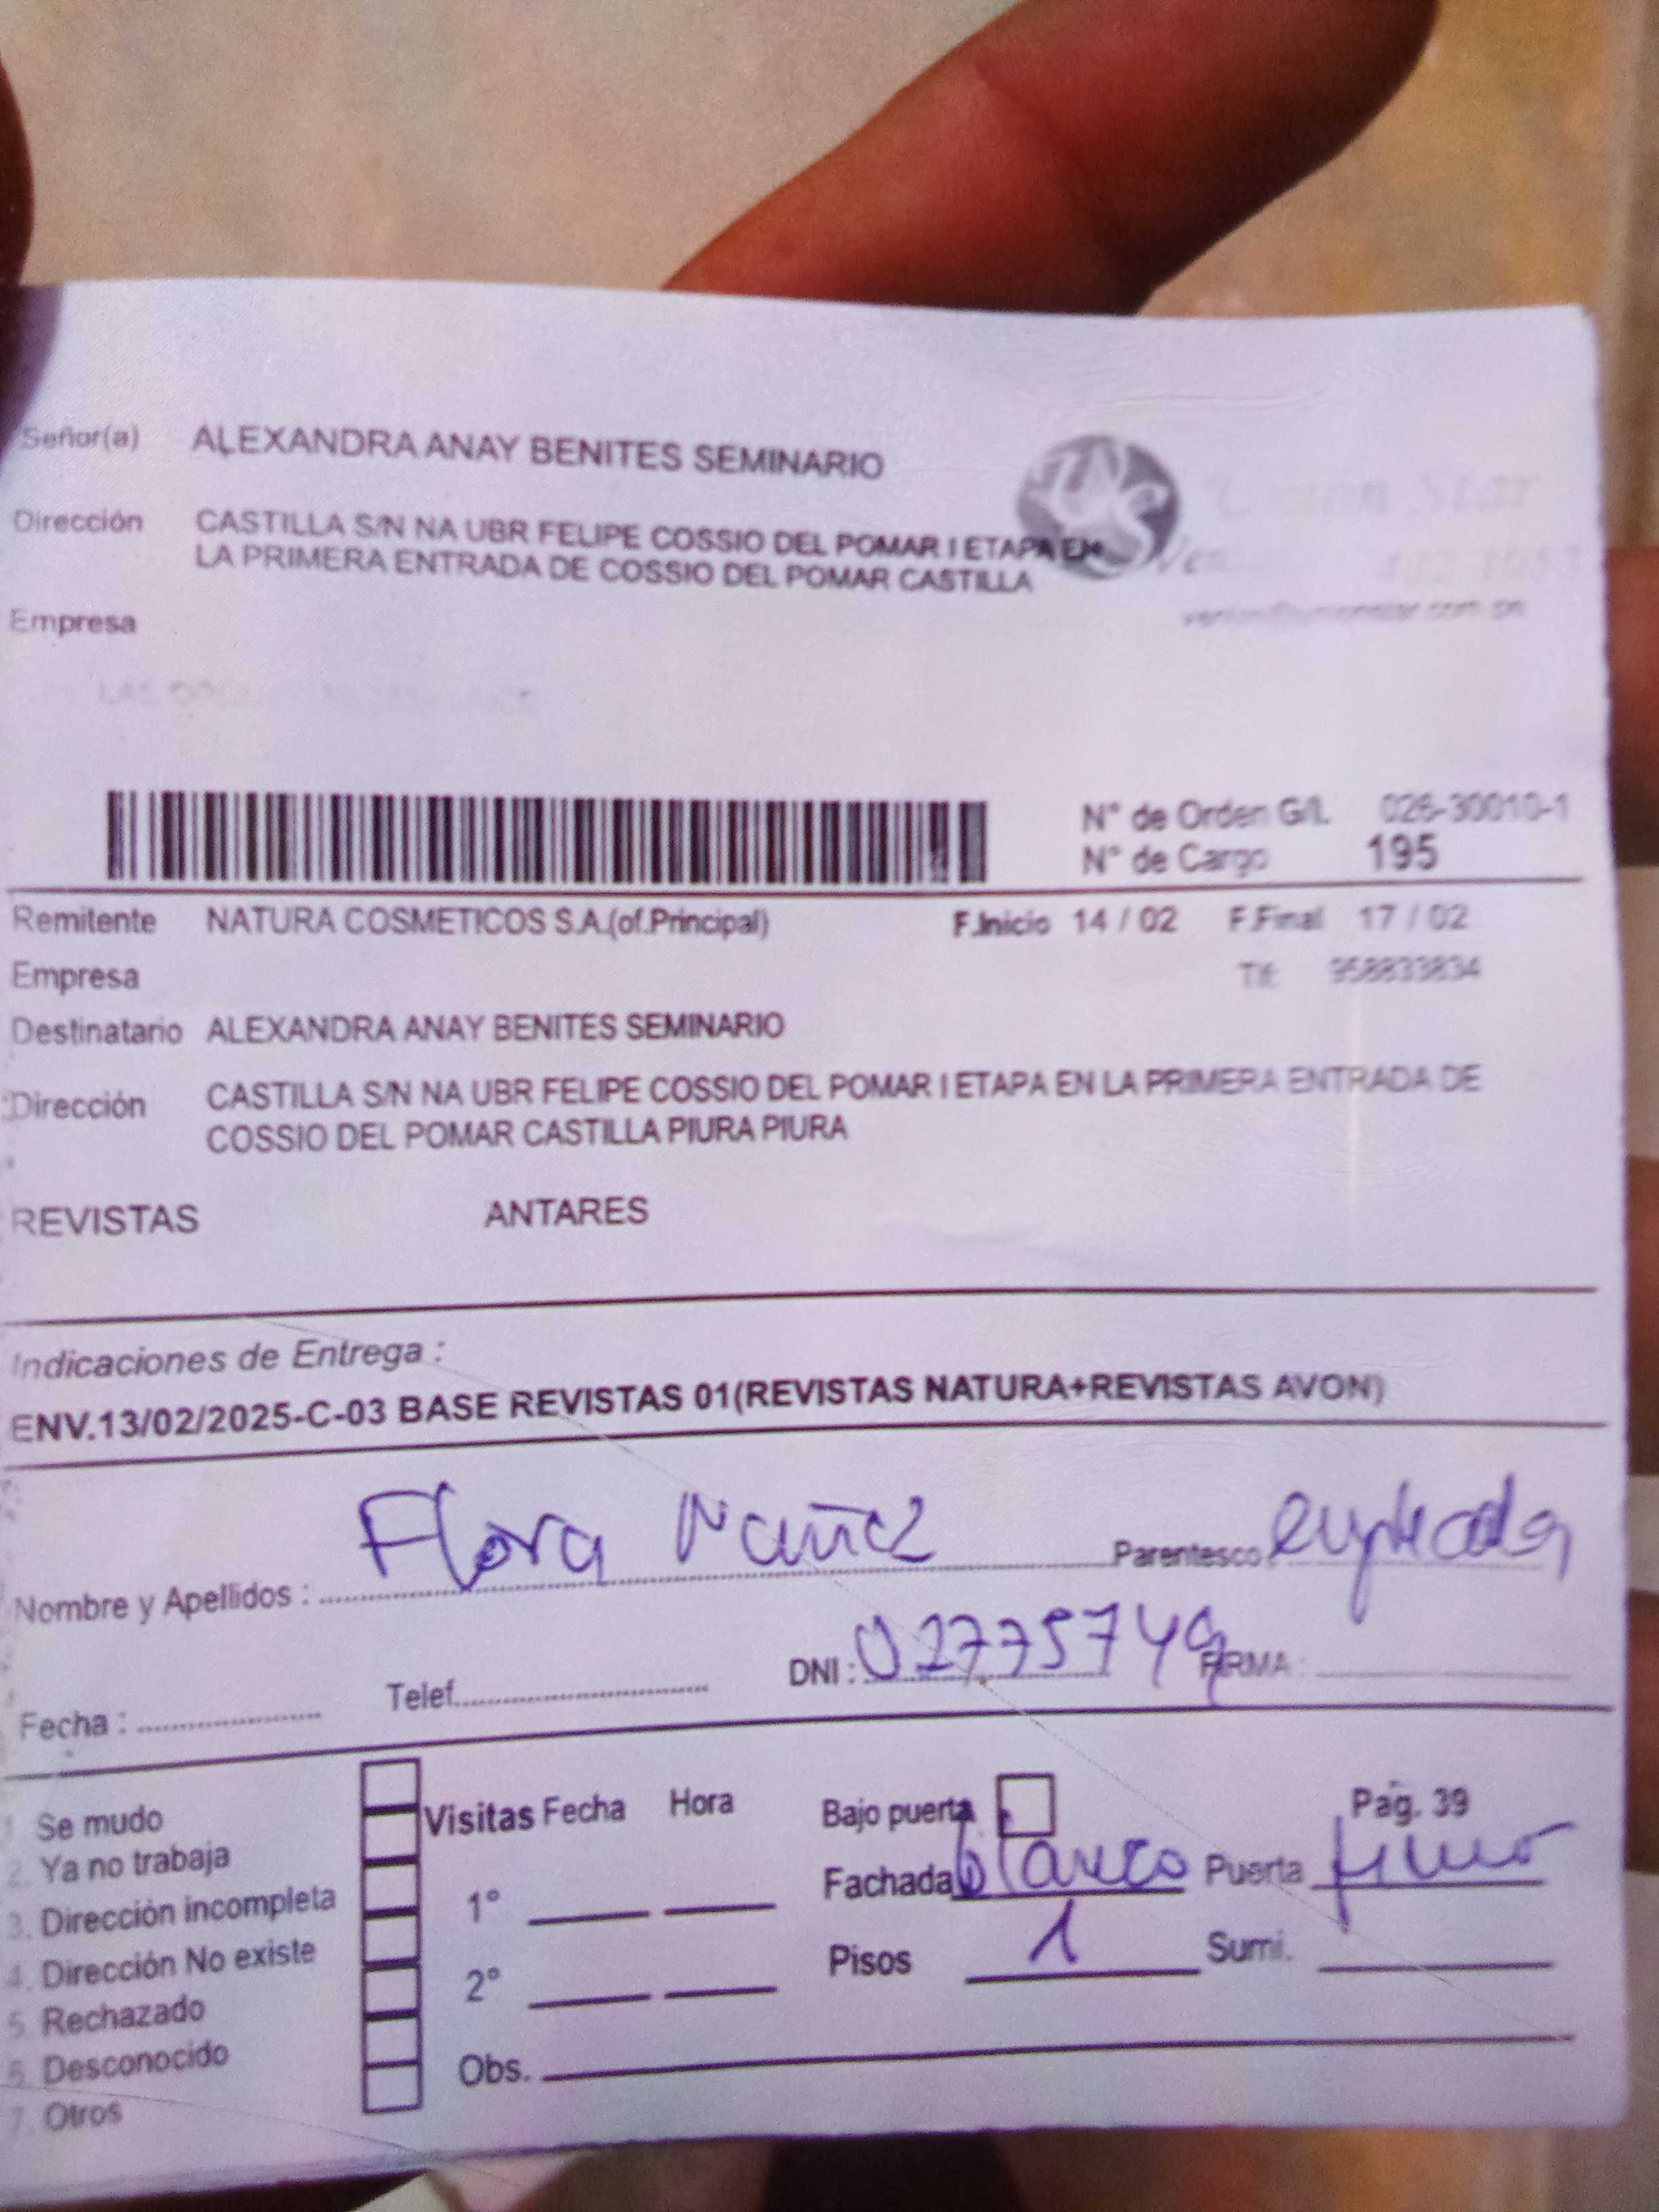 Señor(a) ALEXANDRA ANAY BENITES SEMINARIO
Dirección CASTILLA S/N NA UBR FELIPE COSSIO DEL POMAR I ETAPA EN
LA PRIMERA ENTRADA DE COSSIO DEL POMAR CASTILLA
Empresa
N° de Orden G/L 026-30010-1
N° de Cargo 195
Remitente NATURA COSMETICOS S.A.(of.Principal) F.Inicio 14 / 02 F.Final 17 / 02
Empresa Tlf: 958833834
Destinatario ALEXANDRA ANAY BENITES SEMINARIO
Dirección CASTILLA S/N NA UBR FELIPE COSSIO DEL POMAR I ETAPA EN LA PRIMERA ENTRADA DE
COSSIO DEL POMAR CASTILLA PIURA PIURA
REVISTAS ANTARES
Indicaciones de Entrega :
ENV.13/02/2025-C-03 BASE REVISTAS 01(REVISTAS NATURA+REVISTAS AVON)
Nombre y Apellidos : Flora Parentesco
Fecha : Telef. DNI : 02775749 FIRMA :
1. Se mudo
2. Ya no trabaja
3. Dirección incompleta
4. Dirección No existe
5. Rechazado
6. Desconocido
7. Otros
Visitas Fecha Hora
1°
2°
Obs.
Bajo puerta Pag. 39
Fachada blanco Puerta
Pisos 1 Sumi.